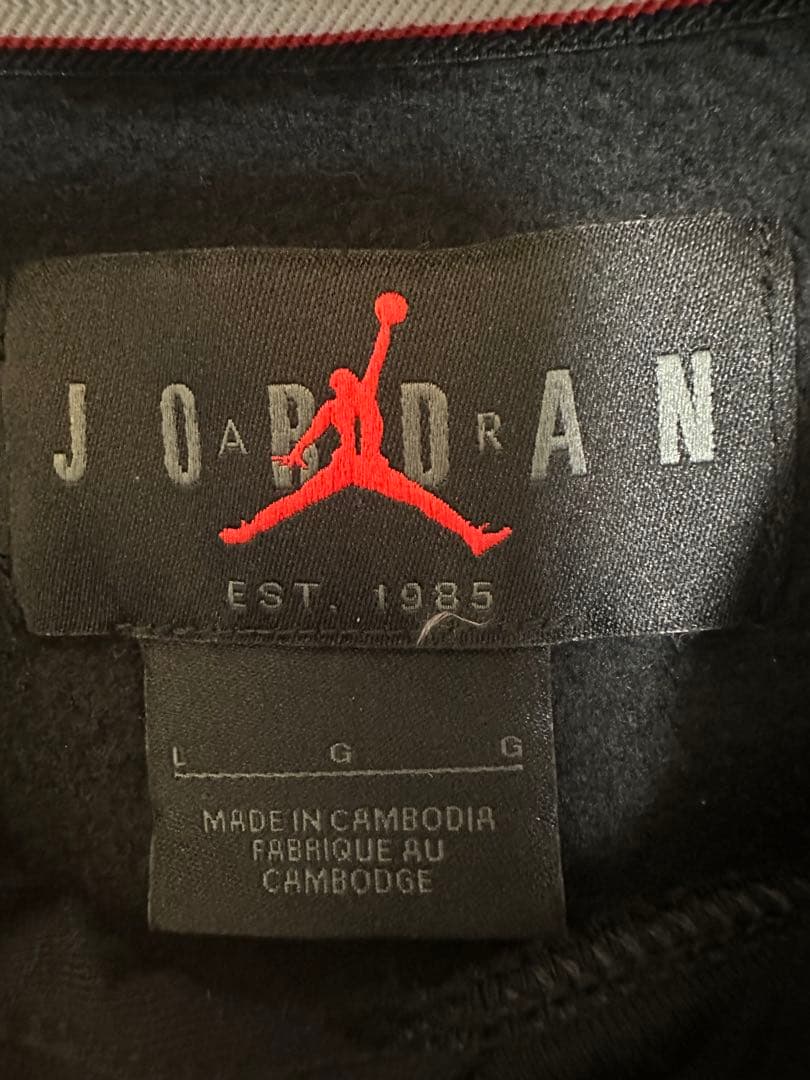 JORDAN
AIR
EST. 1985
L G G
MADE IN CAMBODIA
FABRIQUE AU
CAMBODGE